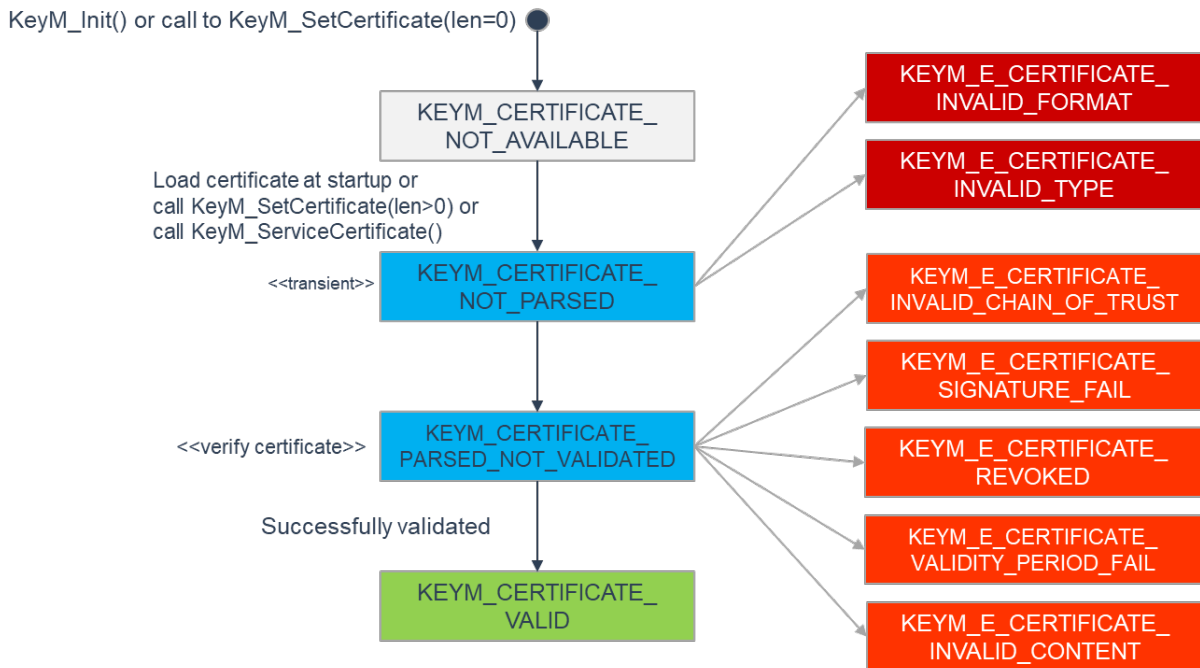 KeyM_Init() or call to KeyM_SetCertificate(len=0)
KEYM_CERTIFICATE_
NOT_AVAILABLE
Load certificate at startup or
call KeyM_SetCertificate(len>0) or
call KeyM_ServiceCertificate()
<<transient>>
KEYM_CERTIFICATE_
NOT_PARSED
<<verify certificate>>
KEYM_CERTIFICATE_
PARSED_NOT_VALIDATED
Successfully validated
KEYM_CERTIFICATE_
VALID
KEYM_E_CERTIFICATE_
INVALID_FORMAT
KEYM_E_CERTIFICATE_
INVALID_TYPE
KEYM_E_CERTIFICATE_
INVALID_CHAIN_OF_TRUST
KEYM_E_CERTIFICATE_
SIGNATURE_FAIL
KEYM_E_CERTIFICATE_
REVOKED
KEYM_E_CERTIFICATE_
VALIDITY_PERIOD_FAIL
KEYM_E_CERTIFICATE_
INVALID_CONTENT